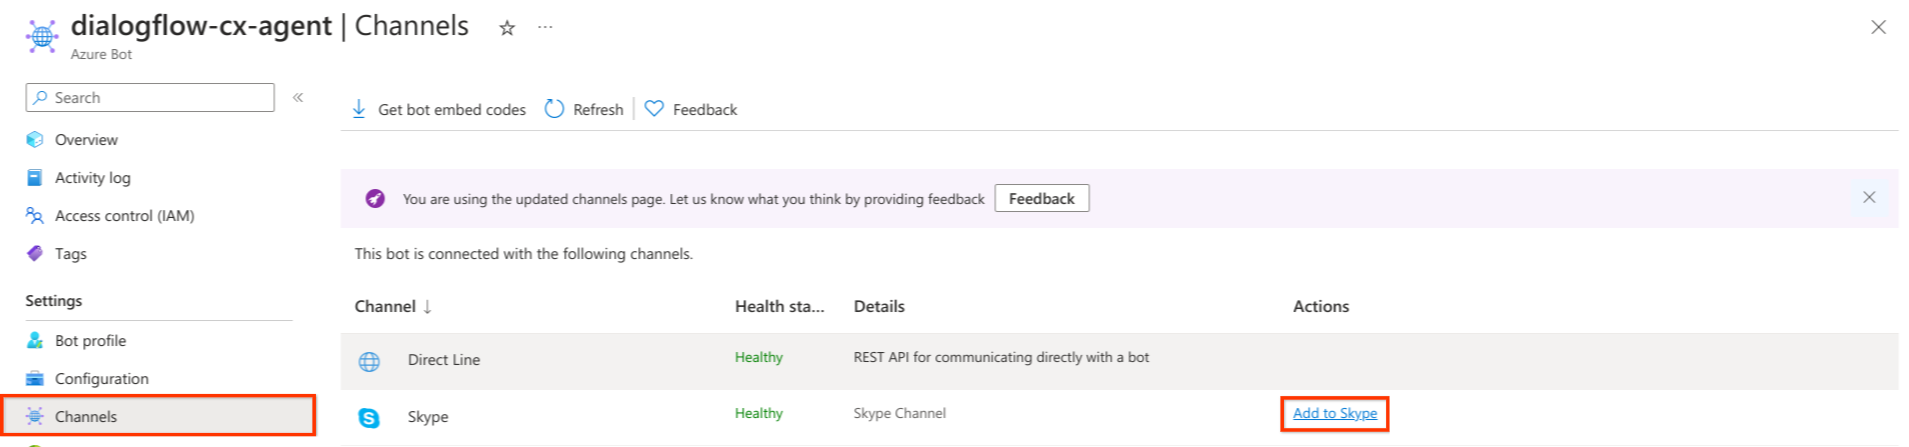 dialogflow-cx-agent | Channels
Azure Bot
Search
Get bot embed codes Refresh Feedback
Overview
Activity log
Access control (IAM)
Tags
Settings
Bot profile
Configuration
Channels
You are using the updated channels page. Let us know what you think by providing feedback Feedback
This bot is connected with the following channels.
Channel ↓ Health sta... Details Actions
Direct Line Healthy REST API for communicating directly with a bot
Skype Healthy Skype Channel Add to Skype